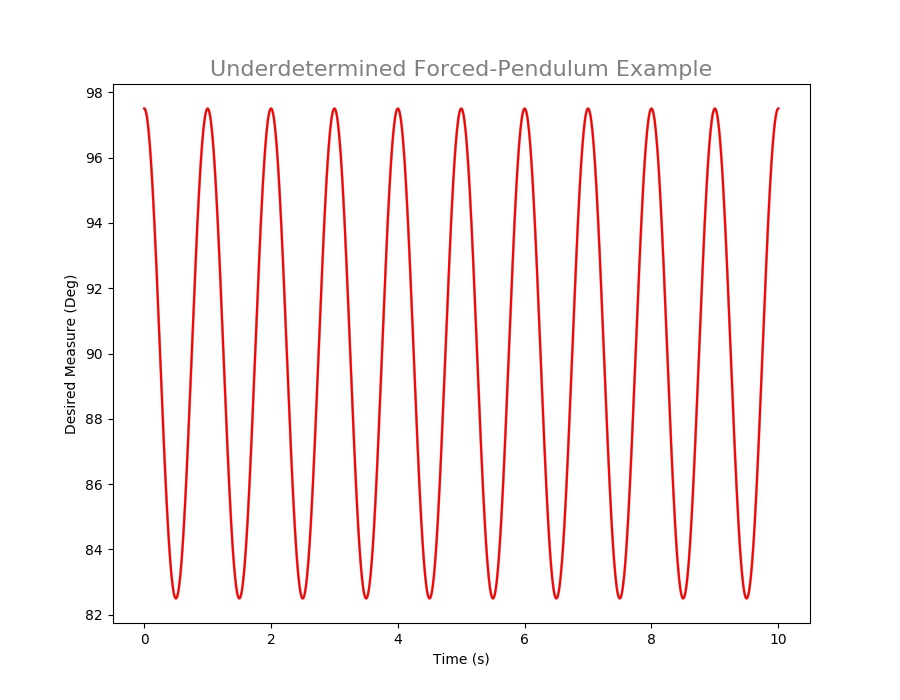 Underdetermined Forced-Pendulum Example
98
96
94
92
90
88
86
84
82
Desired Measure (Deg)
0 2 4 6 8 10
Time (s)